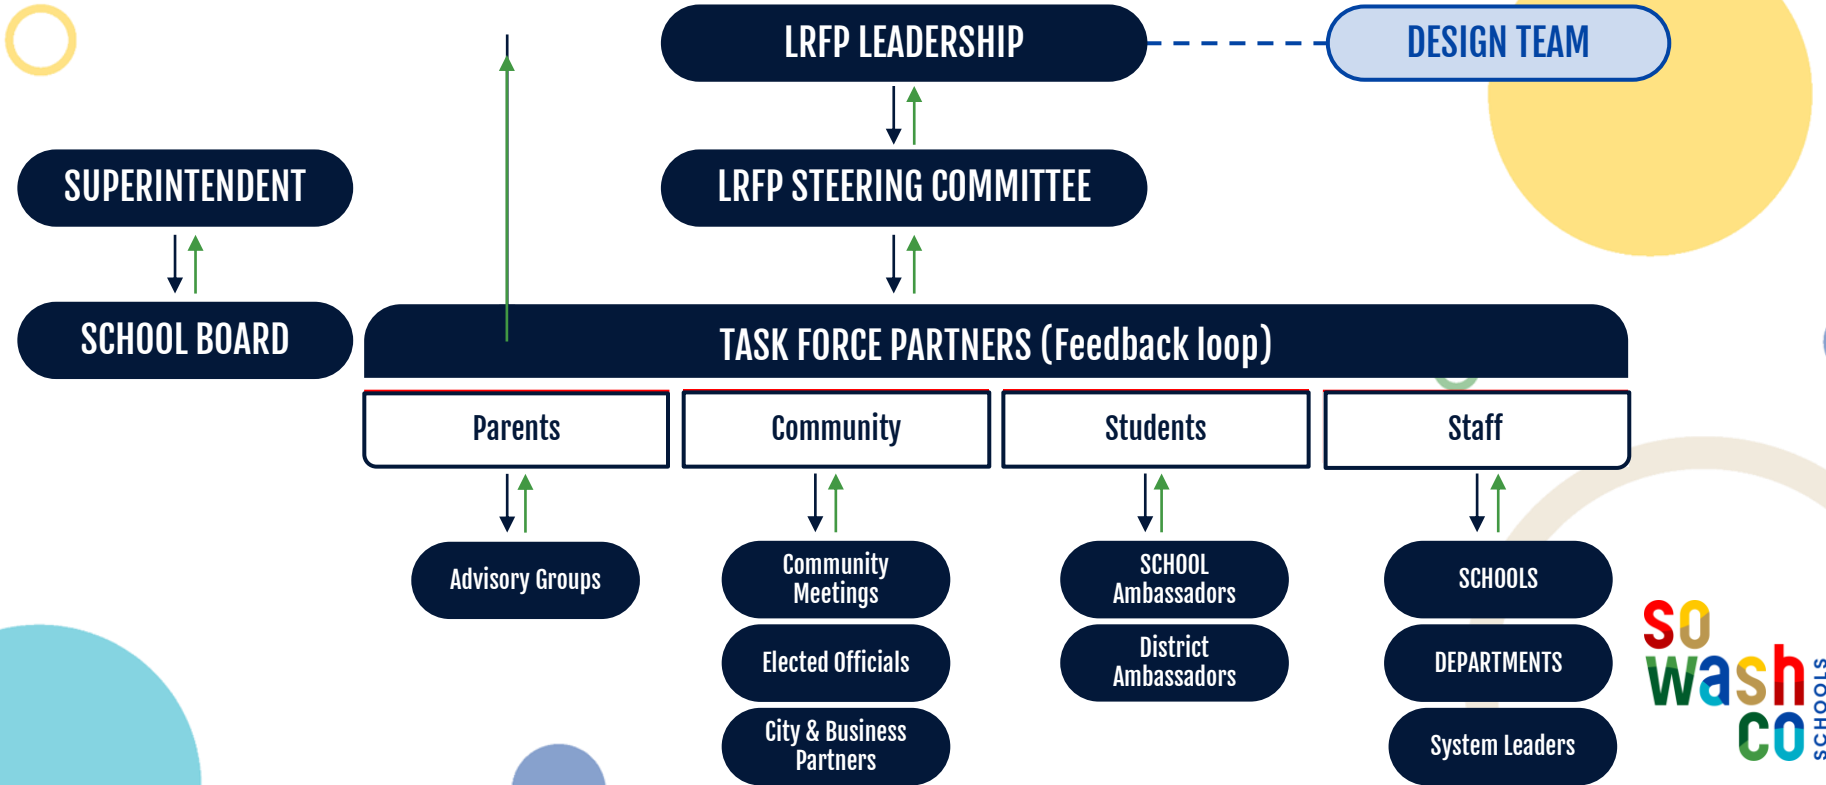 LRFP LEADERSHIP
DESIGN TEAM
SUPERINTENDENT
LRFP STEERING COMMITTEE
SCHOOL BOARD
TASK FORCE PARTNERS (Feedback loop)
Parents
Community
Students
Staff
Advisory Groups
Community
Meetings
Elected Officials
City & Business
Partners
SCHOOL
Ambassadors
District
Ambassadors
SCHOOLS
DEPARTMENTS
System Leaders
so
wash
co
SCHOOLS